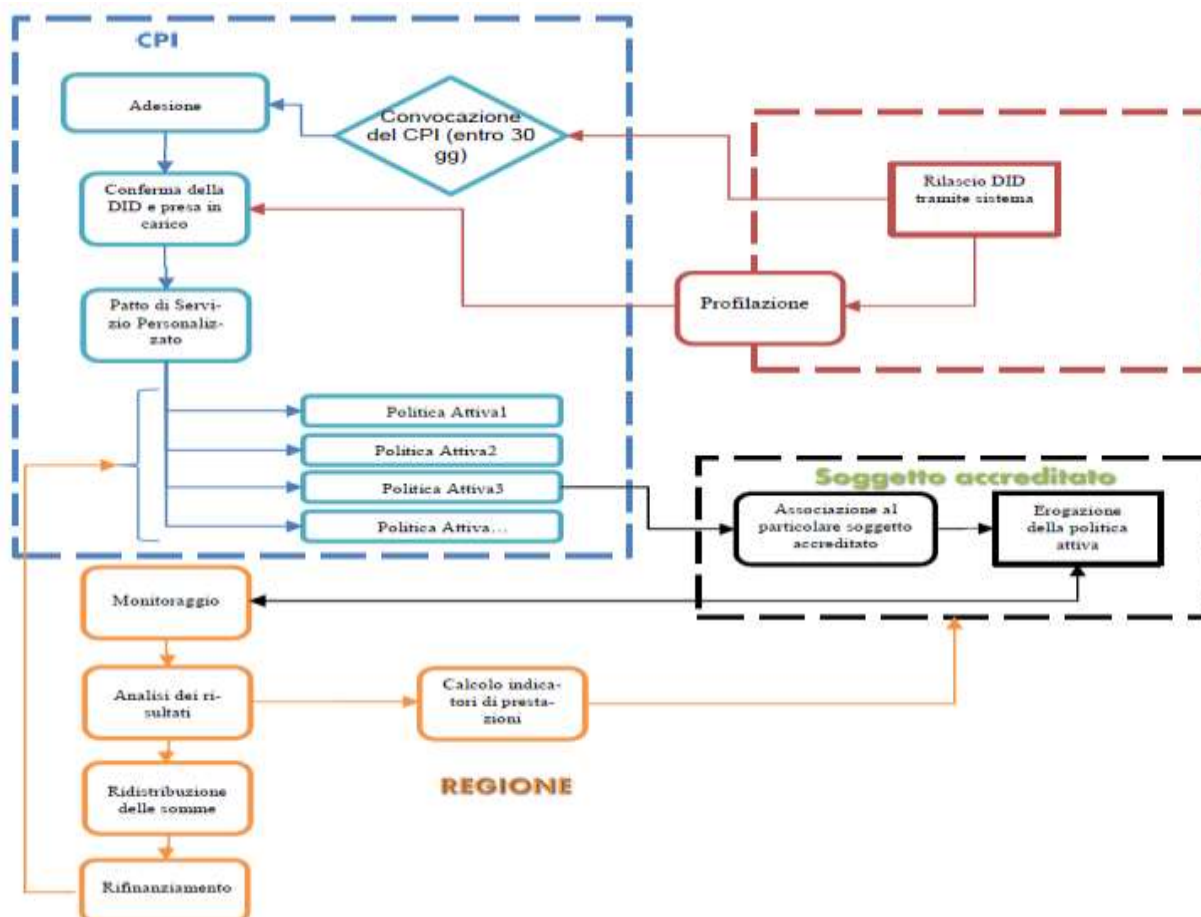 CPI
Adesione
Convocazione
del CPI (entro 30
gg)
Rilascio DID
tramite sistema
Conferma della
DID e presa in
carico
Profilazione
Patto di Servi-
zio Personaliz-
zato
Politica Attiva1
Politica Attiva2
Politica Attiva3
Politica Attiva...
Soggetto accreditato
Associazione al
particolare soggetto
accreditato
Erogazione
della politica
attiva
Monitoraggio
Analisi dei ri-
sultati
Calcolo indica-
tori di presta-
zioni
Ridistribuzione
delle somme
REGIONE
Rifinanziamento